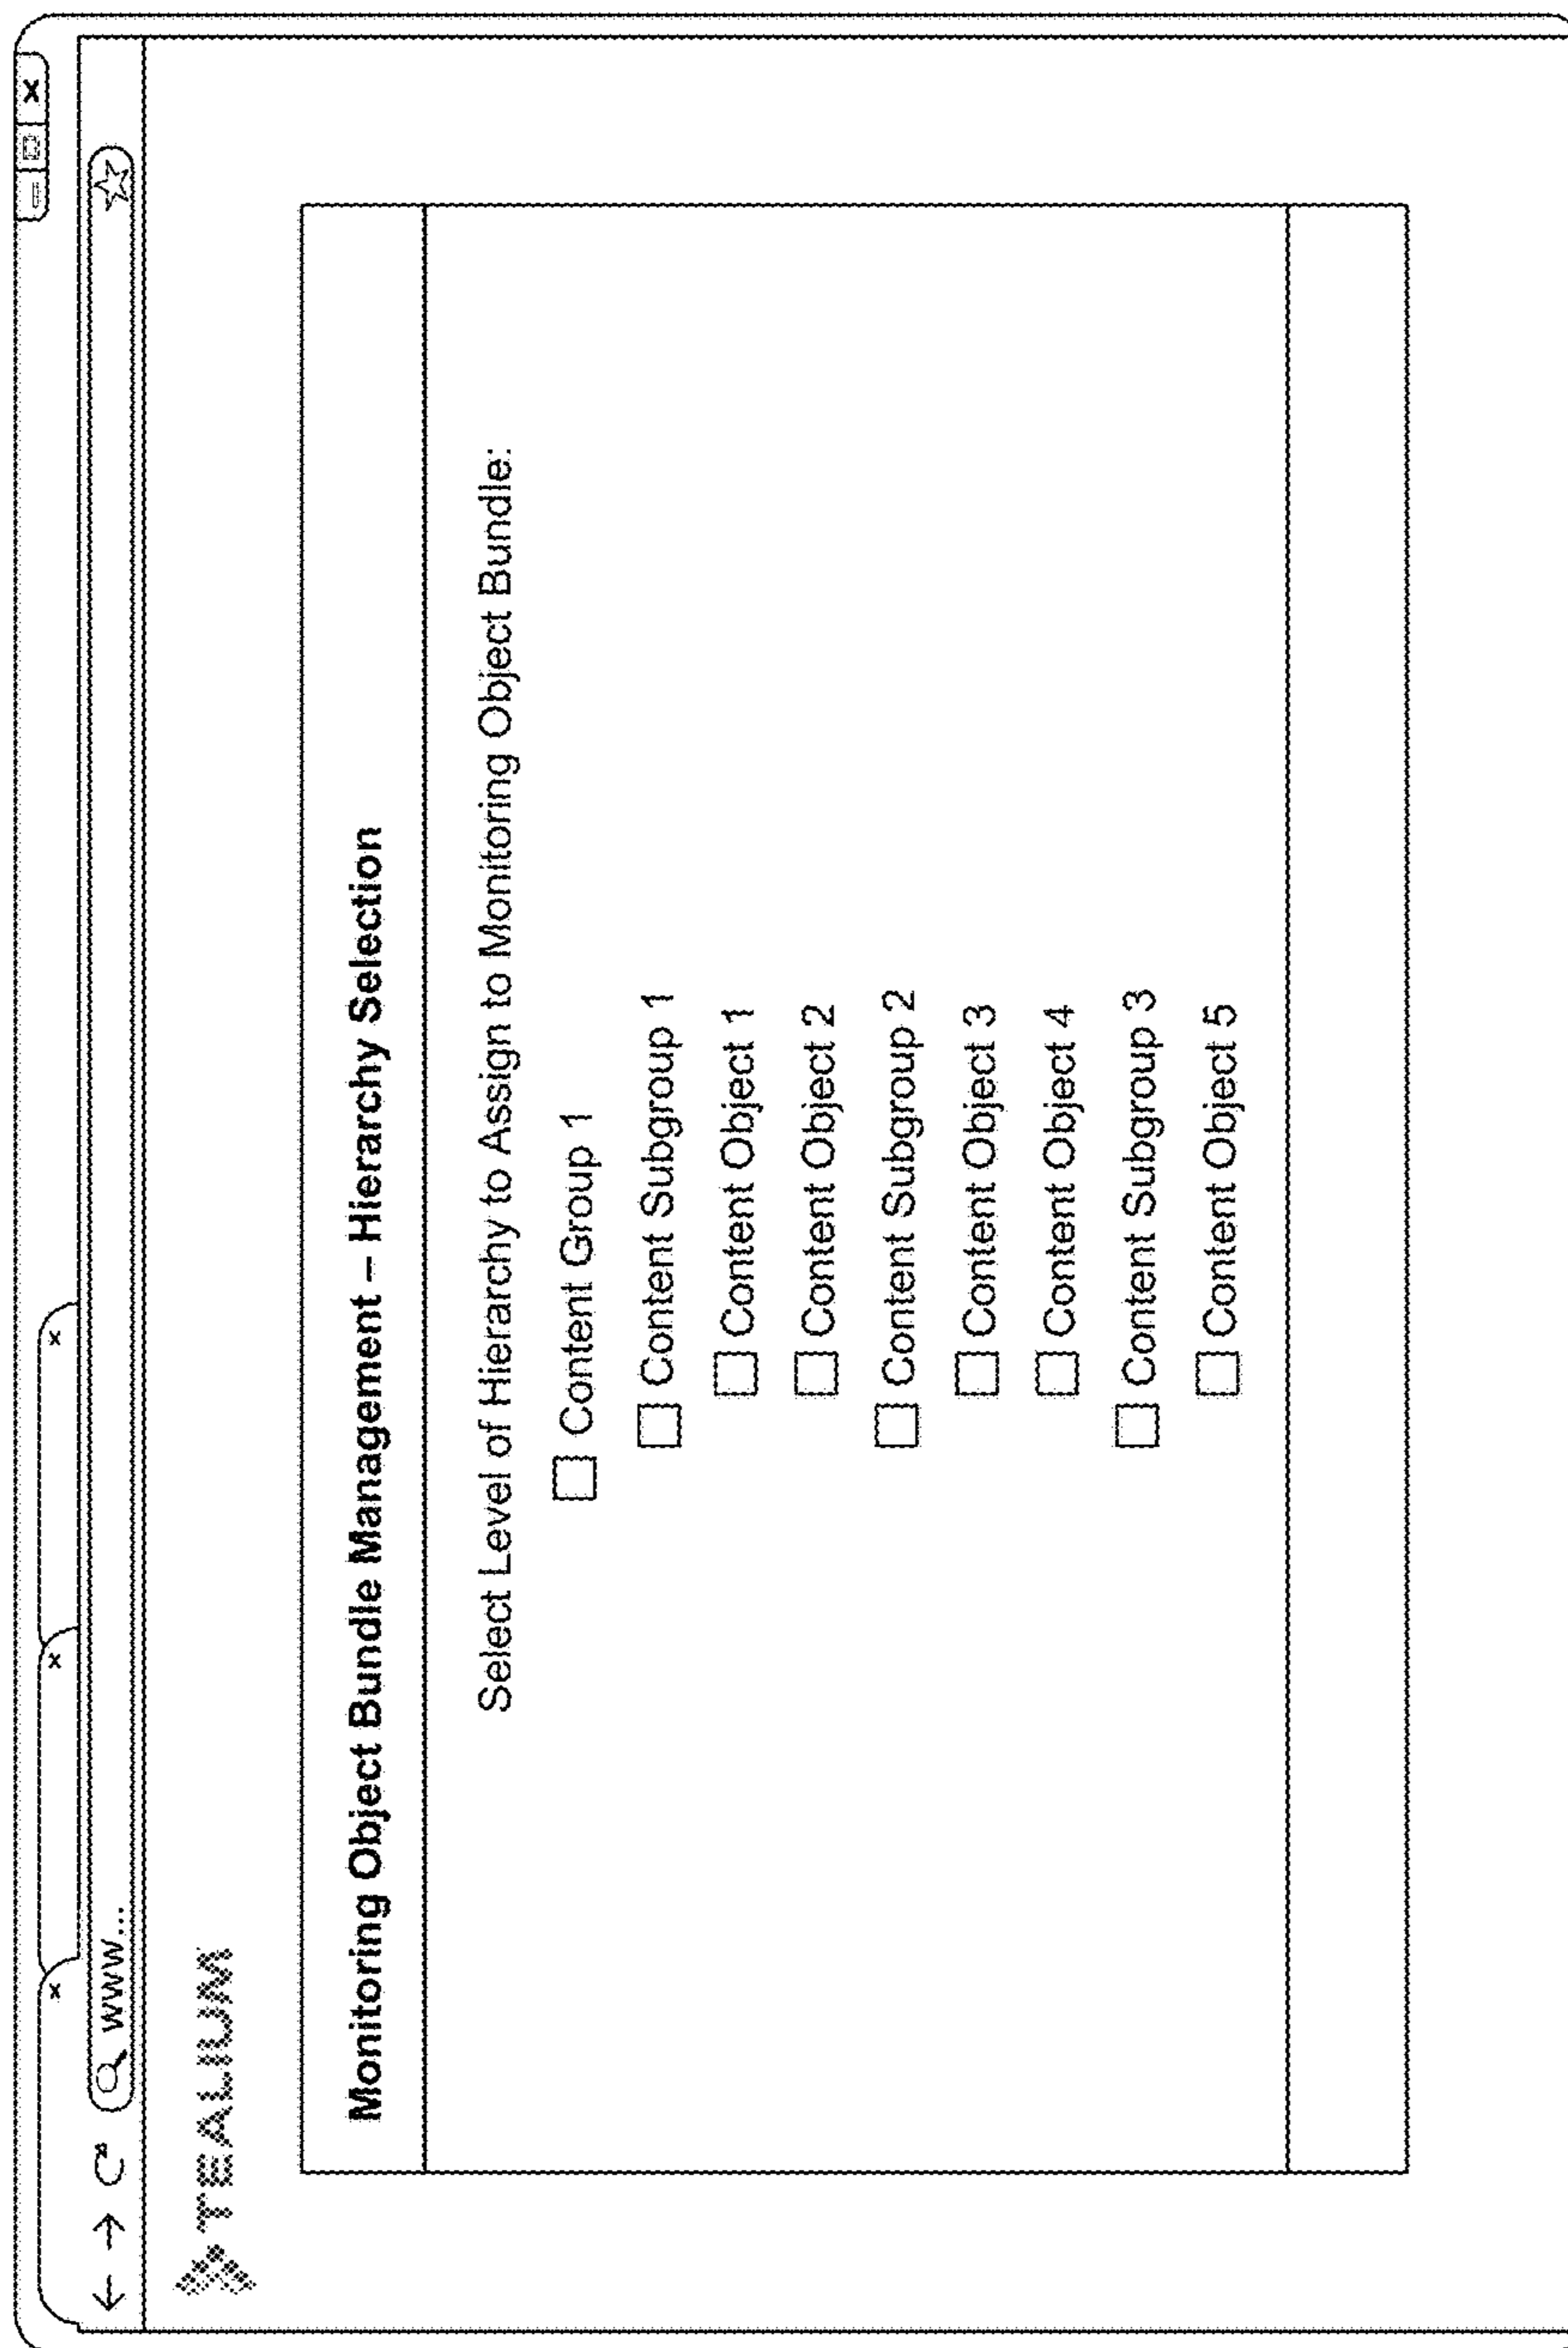 x x x
www...
TEALIUM
Monitoring Object Bundle Management – Hierarchy Selection
Select Level of Hierarchy to Assign to Monitoring Object Bundle:
Content Group 1
Content Subgroup 1
Content Object 1
Content Object 2
Content Subgroup 2
Content Object 3
Content Object 4
Content Subgroup 3
Content Object 5